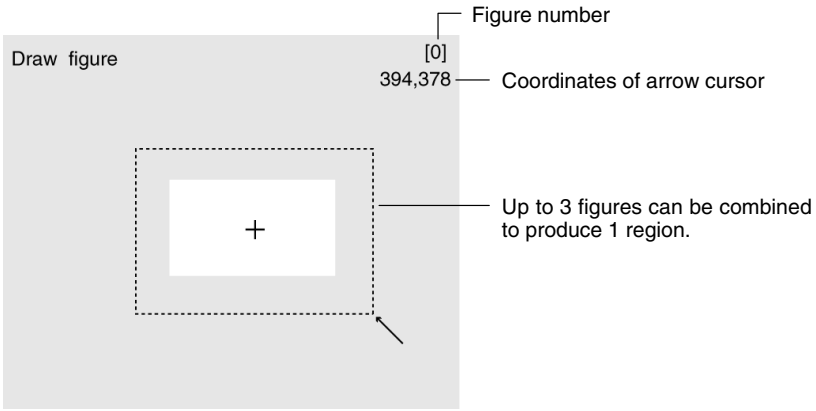 Figure number
Draw figure
[0]
394,378
Coordinates of arrow cursor
Up to 3 figures can be combined
to produce 1 region.